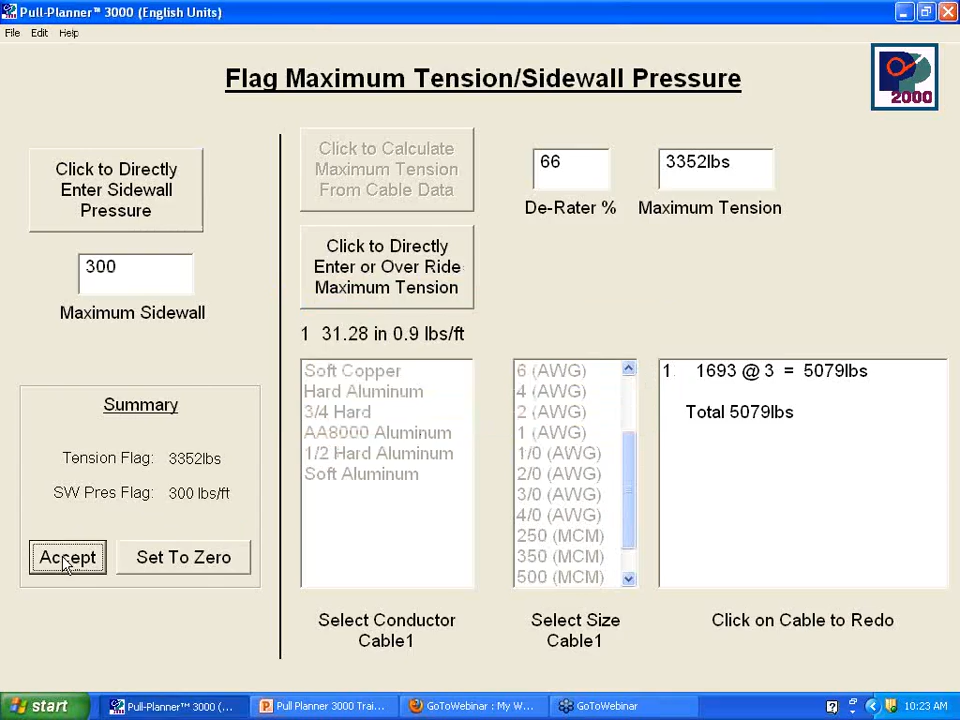 Pull-Planner™ 3000 (English Units)
File Edit Help
Flag Maximum Tension/Sidewall Pressure
2000
Click to Directly
Enter Sidewall
Pressure
300
Maximum Sidewall
Click to Calculate
Maximum Tension
From Cable Data
66
De-Rater %
3352lbs
Maximum Tension
Click to Directly
Enter or Over Ride
Maximum Tension
1 31.28 in 0.9 lbs/ft
Soft Copper
Hard Aluminum
3/4 Hard
AA8000 Aluminum
1/2 Hard Aluminum
Soft Aluminum
6 (AWG)
4 (AWG)
2 (AWG)
1 (AWG)
1/0 (AWG)
2/0 (AWG)
3/0 (AWG)
4/0 (AWG)
250 (MCM)
350 (MCM)
500 (MCM)
1. 1693 @ 3 = 5079lbs
Total 5079lbs
Summary
Tension Flag: 3352lbs
SW Pres Flag: 300 lbs/ft
Accept
Set To Zero
Select Conductor
Cable1
Select Size
Cable1
Click on Cable to Redo
start
Pull-Planner™ 3000 (...
Pull Planner 3000 Trai...
GoToWebinar : My W...
GoToWebinar
10:23 AM